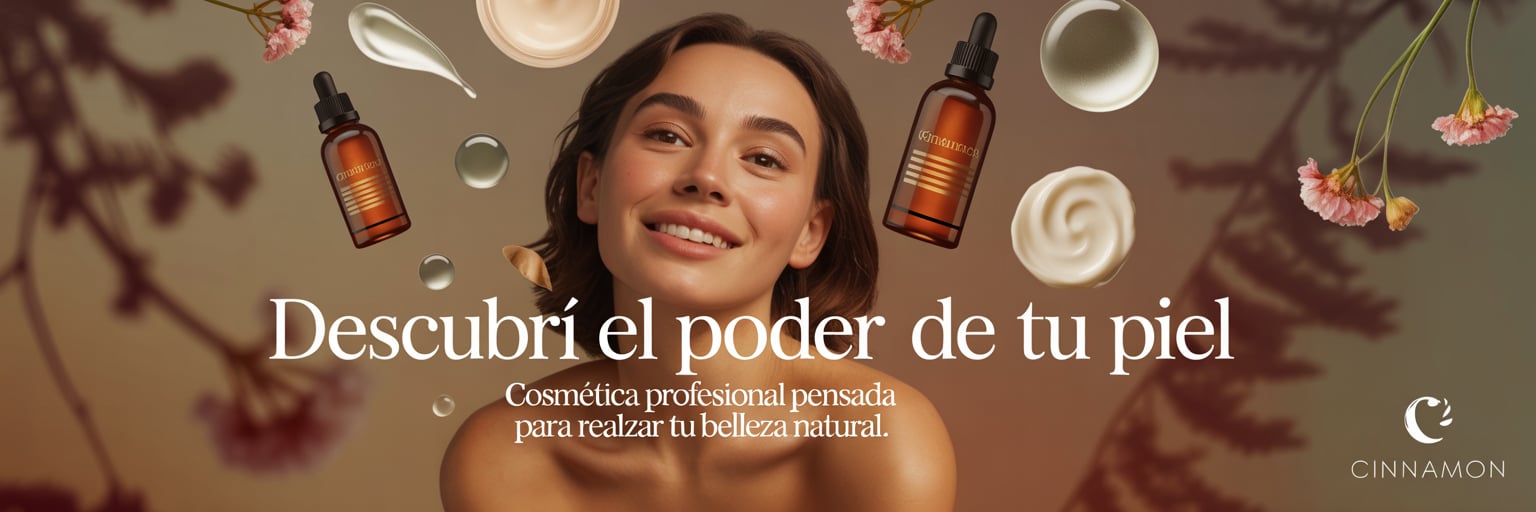 Descubrí el poder de tu piel
Cosmética profesional pensada
para realzar tu belleza natural.
CINNAMON